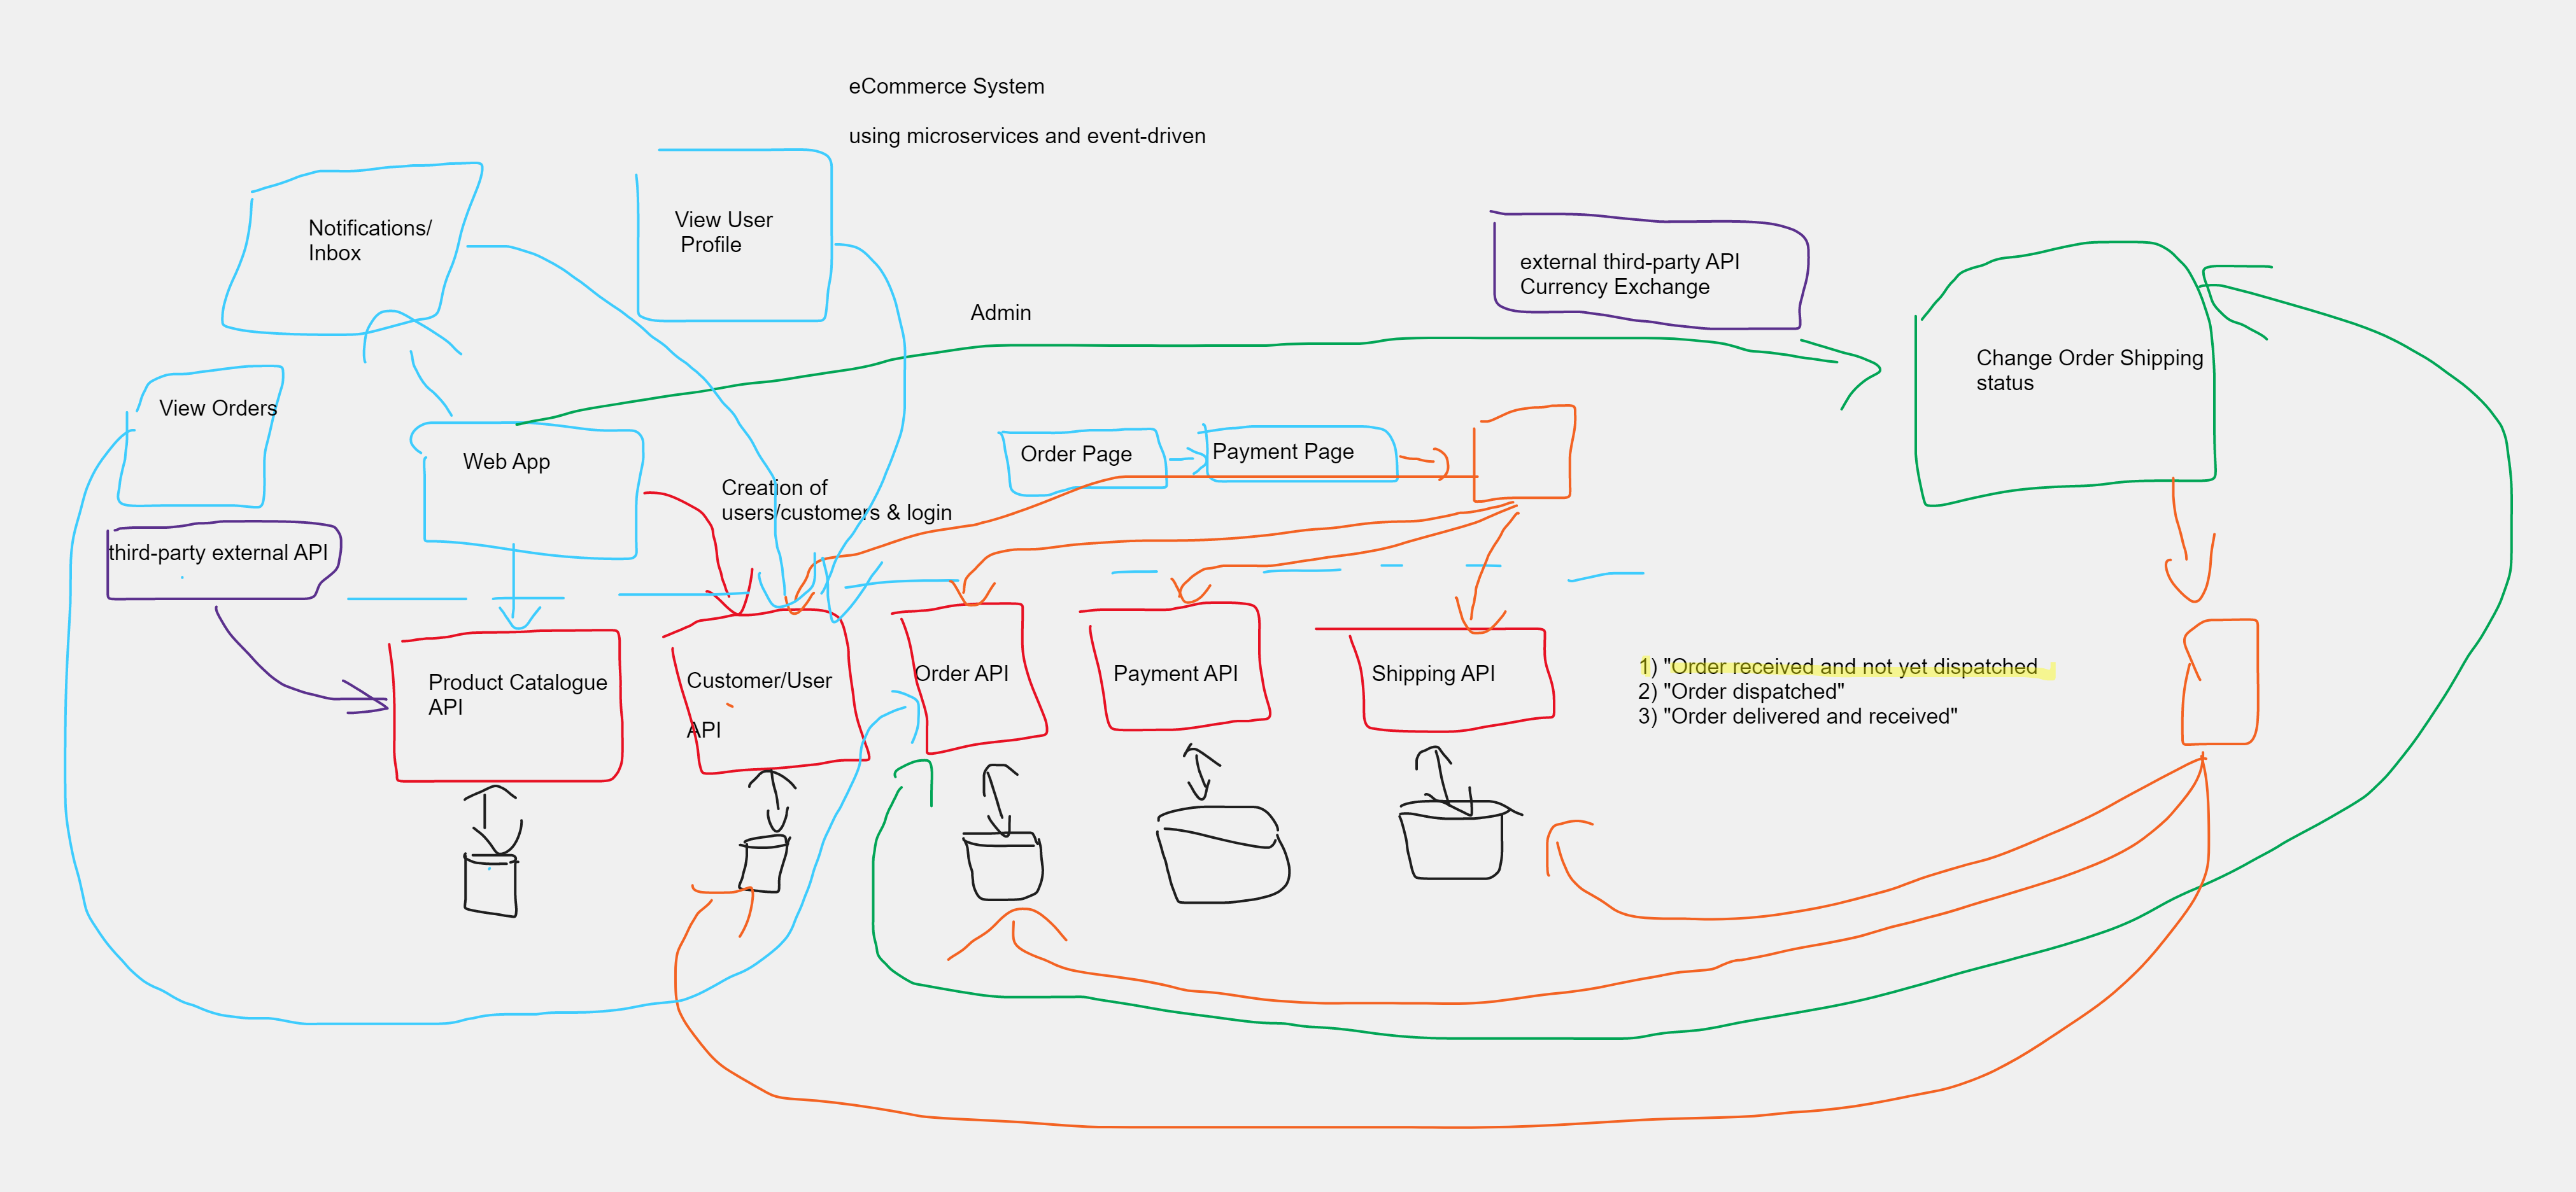 eCommerce System
using microservices and event-driven
Notifications/
Inbox
View User
Profile
external third-party API
Currency Exchange
Admin
Change Order Shipping
status
View Orders
Web App
Order Page
Payment Page
Creation of
users/customers & login
third-party external API
Product Catalogue
API
Customer/User
API
Order API
Payment API
Shipping API
1) "Order received and not yet dispatched
2) "Order dispatched"
3) "Order delivered and received"